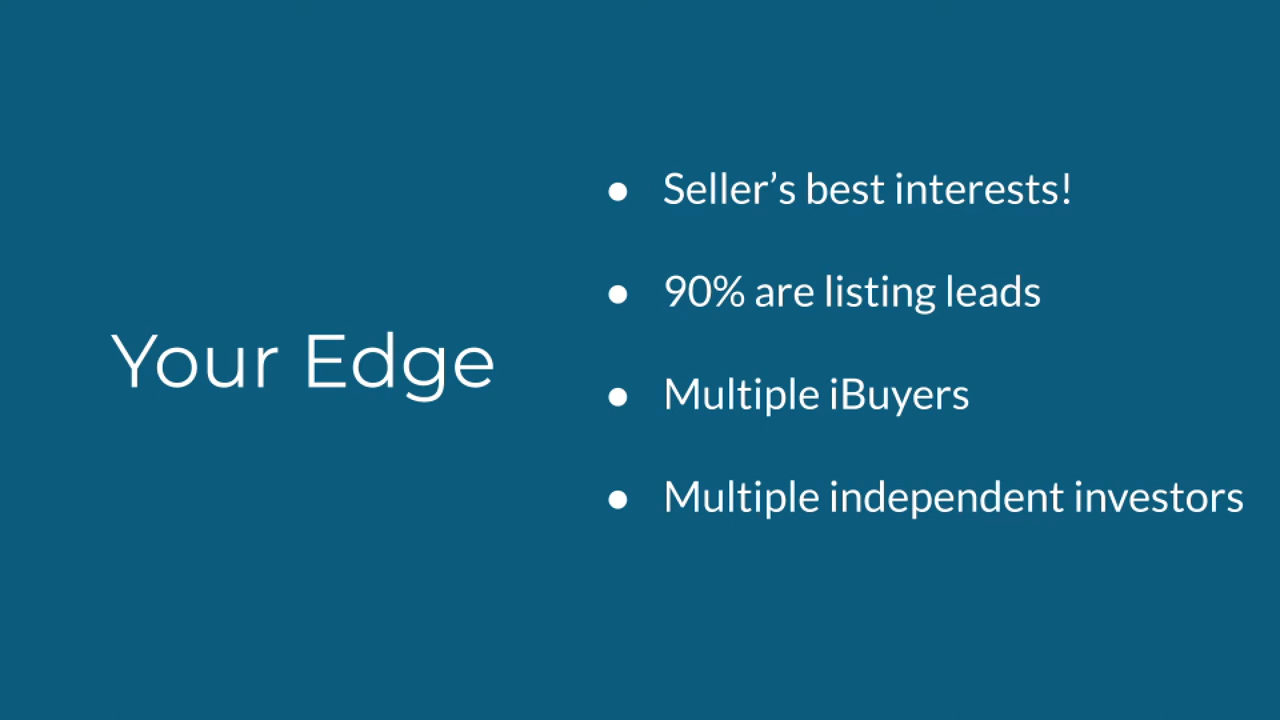 Your Edge
● Seller’s best interests!
● 90% are listing leads
● Multiple iBuyers
● Multiple independent investors